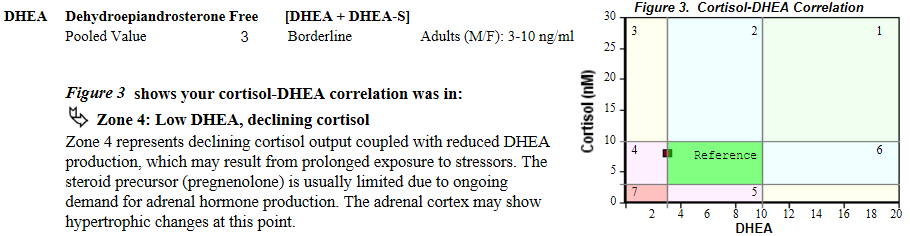 DHEA Dehydroepiandrosterone Free [DHEA + DHEA-S]
Pooled Value 3 Borderline Adults (M/F): 3-10 ng/ml
Figure 3 shows your cortisol-DHEA correlation was in:
Zone 4: Low DHEA, declining cortisol
Zone 4 represents declining cortisol output coupled with reduced DHEA
production, which may result from prolonged exposure to stressors. The
steroid precursor (pregnenolone) is usually limited due to ongoing
demand for adrenal hormone production. The adrenal cortex may show
hypertrophic changes at this point.
Figure 3. Cortisol-DHEA Correlation
Cortisol (nM)
30
25
20
15
10
5
0
3 2 1
4 Reference 6
7 5
2 4 6 8 10 12 14 16 18 20
DHEA